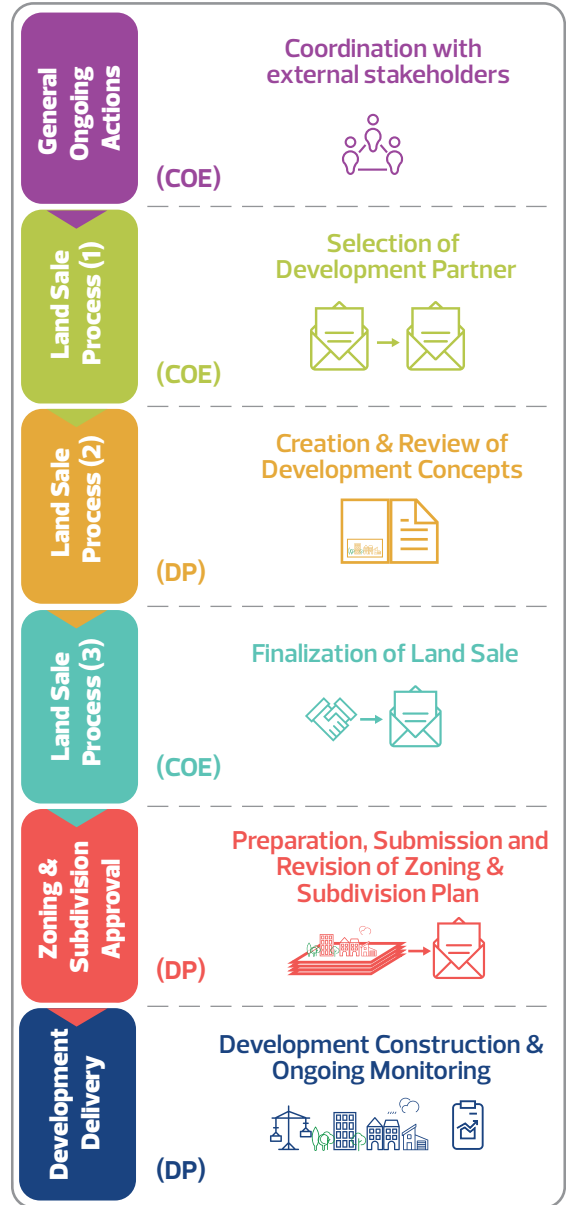 General
Ongoing
Actions
Coordination with
external stakeholders
(COE)
Land Sale
Process (1)
Selection of
Development Partner
(COE)
Land Sale
Process (2)
Creation & Review of
Development Concepts
(DP)
Land Sale
Process (3)
Finalization of Land Sale
(COE)
Zoning &
Subdivision
Approval
Preparation, Submission and
Revision of Zoning &
Subdivision Plan
(DP)
Development
Delivery
Development Construction &
Ongoing Monitoring
(DP)